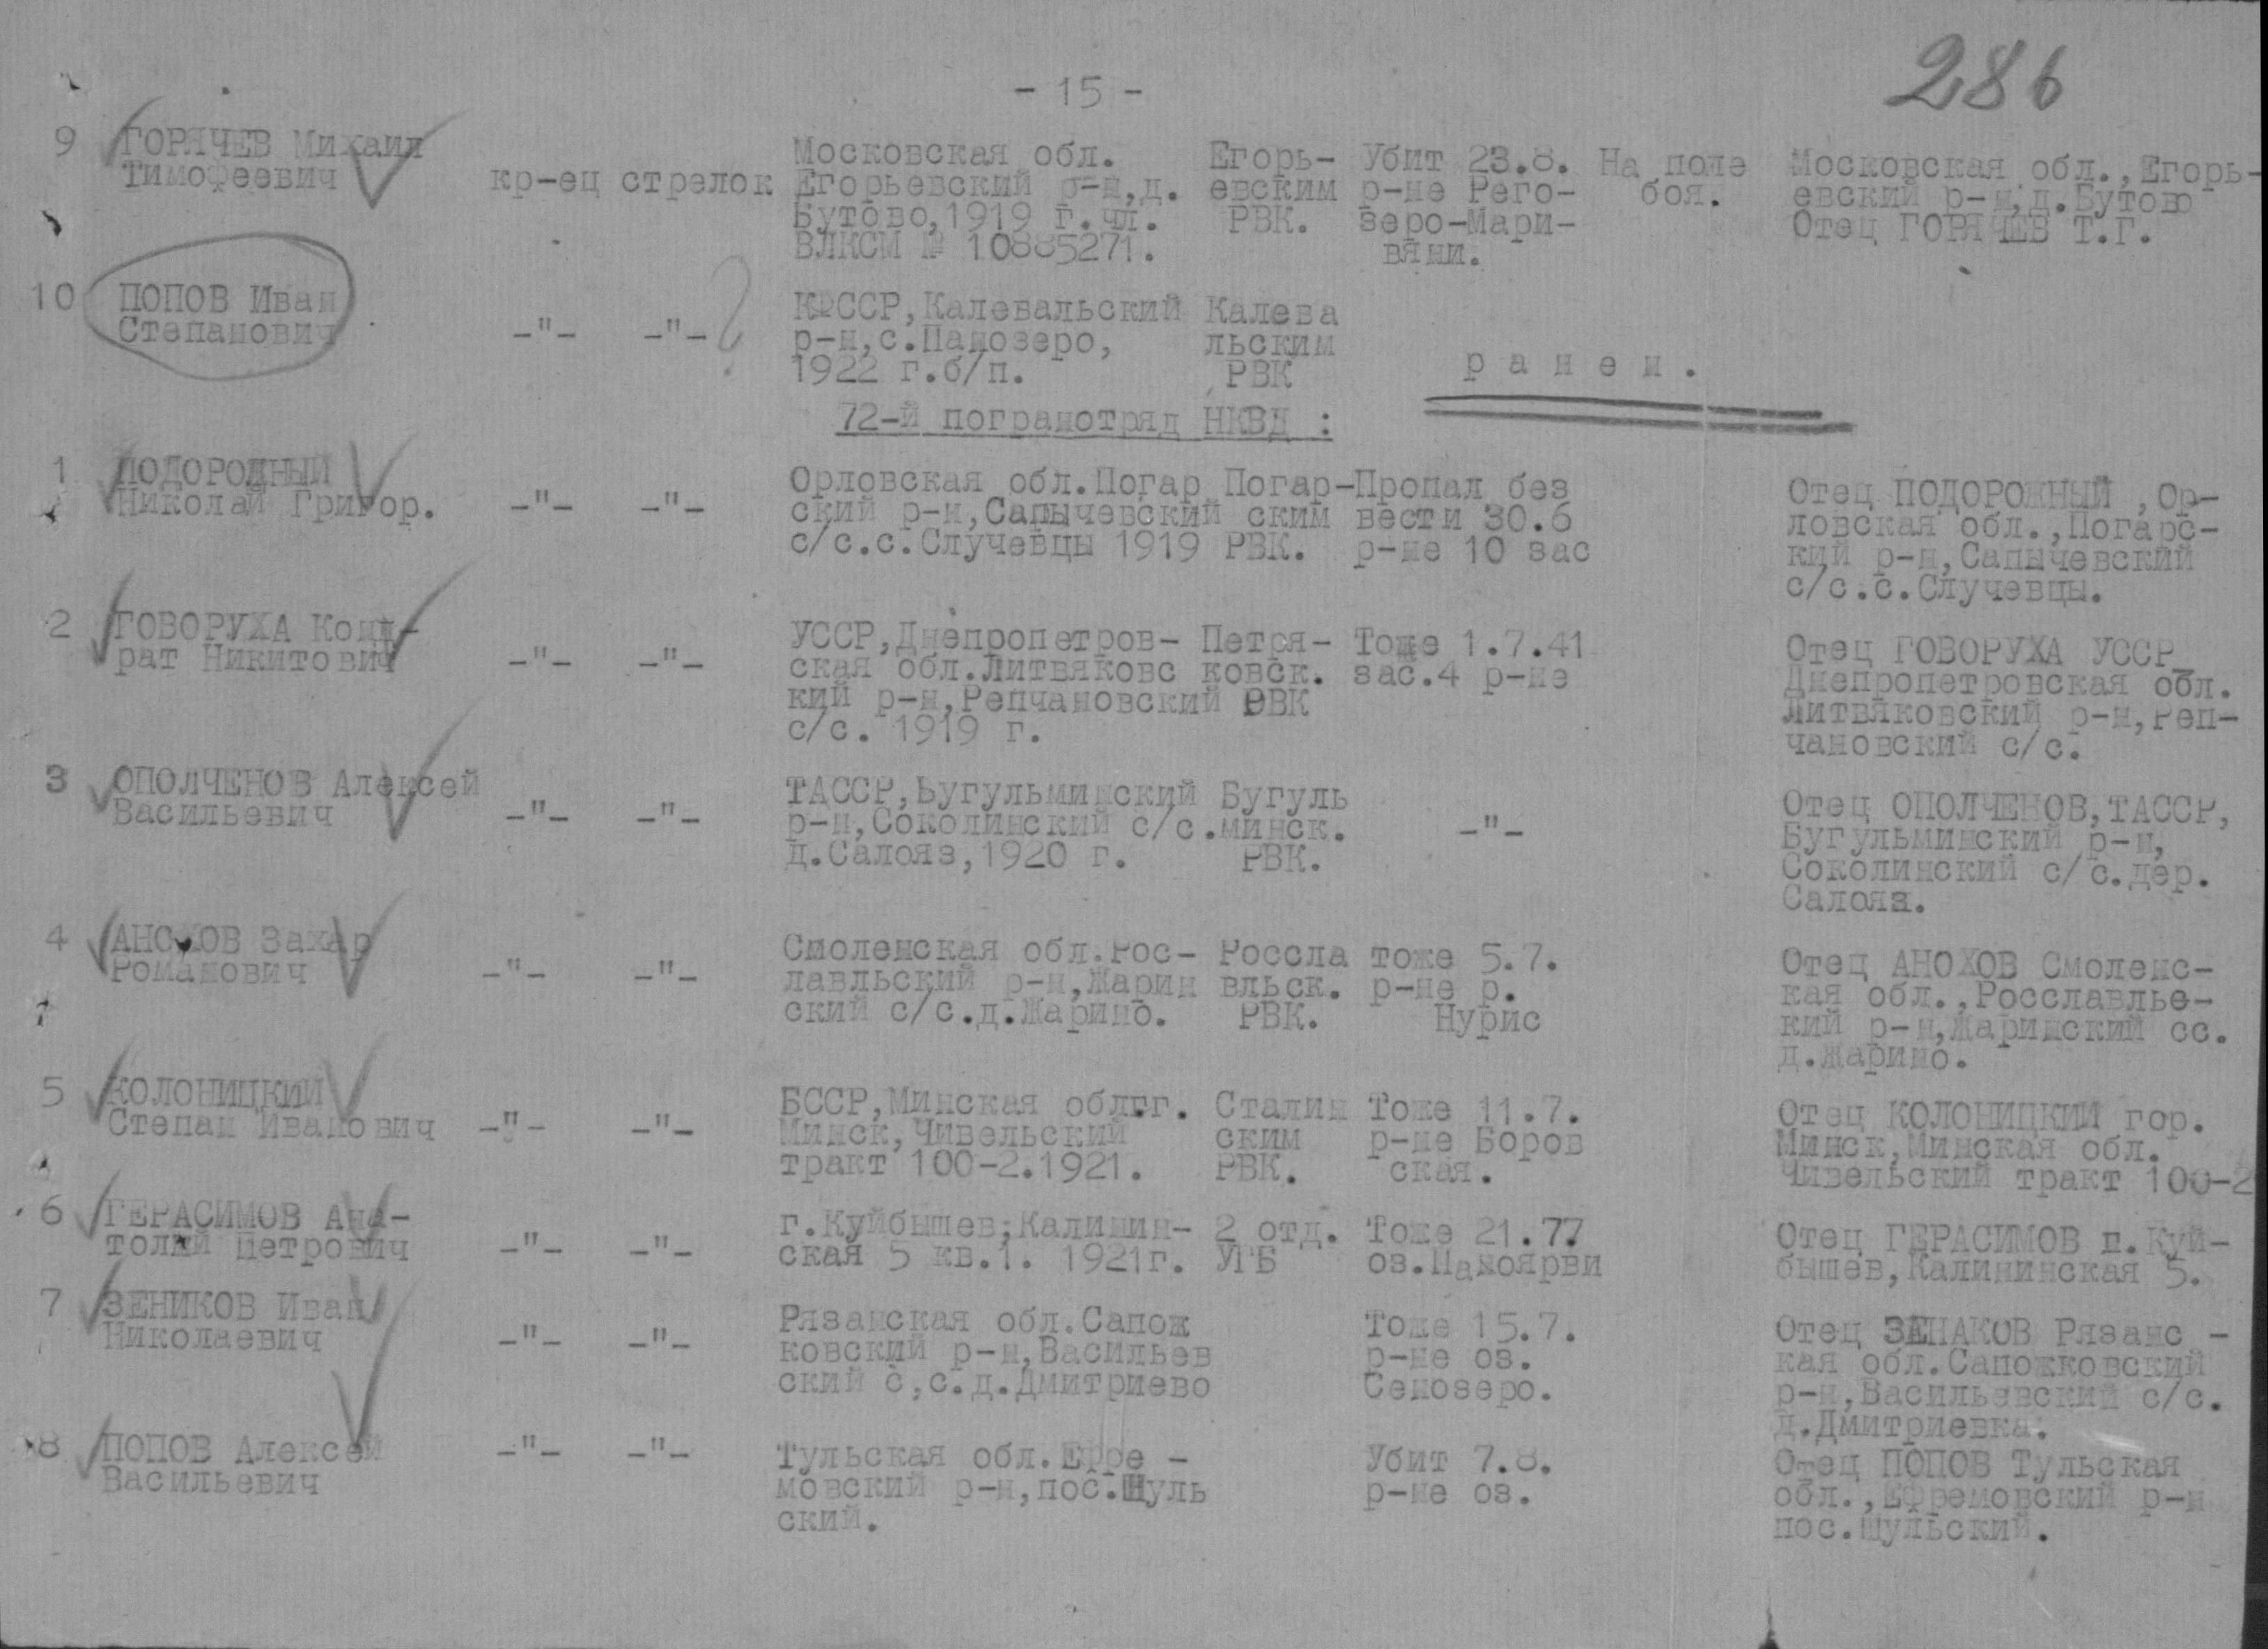 - 15 -
286
9 ГОРЯЧЕВ Михаил
Тимофеевич
кр-ец стрелок
Московская обл.
Егорьевский р-н,д.
Бутово,1919 г.чл.
ВЛКСМ № 10885271.
Егорь-
евским
РВК.
Убит 23.8.
р-не Рего-
зеро-Мари-
вяни.
На поле
боя.
Московская обл.,Егорь-
евский р-н,д.Бутово
Отец ГОРЯЧЕВ Т.Г.
10 ПОПОВ Иван
Степанович
-"- -"- ?
КФССР,Калевальский
р-н,с.Панозеро,
1922 г.б/п.
Калева
льским
РВК
р а н е н .
72-й погранотряд НКВД :
1 ПОДОРОЖНЫЙ
Николай Григор.
-"- -"-
Орловская обл.Погар
ский р-н,Сапычевский
с/с.с.Случевцы 1919
Погар-
ским
РВК.
Пропал без
вести 30.6
р-не 10 зас
Отец ПОДОРОЖНЫЙ ,Ор-
ловская обл.,Погарс-
кий р-н,Сапычевский
с/с.с.Случевцы.
2 ГОВОРУХА Конд-
рат Никитович
-"- -"-
УССР,Днепропетров-
ская обл.Литвяковс
кий р-н,Репчановский
с/с. 1919 г.
Петря-
ковск.
РВК
Тоже 1.7.41
зас.4 р-не
Отец ГОВОРУХА УССР
Днепропетровская обл.
Литвяковский р-н,Реп-
чановский с/с.
3 ОПОЛЧЕНОВ Алексей
Васильевич
-"- -"-
ТАССР,Бугульминский
р-н,Соколинский с/с.
д.Салояз,1920 г.
Бугуль
минск.
РВК.
-"-
Отец ОПОЛЧЕНОВ,ТАССР,
Бугульминский р-н,
Соколинский с/с.дер.
Салояз.
4 АНОХОВ Захар
Романович
-"- -"-
Смоленская обл.Рос-
лавльский р-н,Жарин
ский с/с.д.Жарино.
Россла
вльск.
РВК.
тоже 5.7.
р-не р.
Нурис
Отец АНОХОВ Смоленс-
кая обл.,Росславлье-
кий р-н,Жаринский сс.
д.Жарино.
5 КОЛОНИЦКИЙ
Степан Иванович
-"- -"-
БССР,Минская облгг.
Минск,Чивельский
тракт 100-2.1921.
Сталин
ским
РВК.
Тоже 11.7.
р-не Боров
ская.
Отец КОЛОНИЦКИЙ гор.
Минск,Минская обл.
Чивельский тракт 100-2
6 ГЕРАСИМОВ Ана-
толий Петрович
-"- -"-
г.Куйбышев,Калинин-
ская 5 кв.1. 1921г.
2 отд.
УГБ
Тоже 21.77
оз.Паноярви
Отец ГЕРАСИМОВ г.Куй-
бышев,Калининская 5.
7 ЗЕНИКОВ Иван
Николаевич
-"- -"-
Рязанская обл.Сапож
ковский р-н,Васильев
ский с,с.д.Дмитриево
Тоже 15.7.
р-не оз.
Сенозеро.
Отец ЗЕНАКОВ Рязанс -
кая обл.Сапожковский
р-н,Васильевский с/с.
д.Дмитриевка.
8 ПОПОВ Алексей
Васильевич
-"- -"-
Тульская обл.Ефре -
мовский р-н,пос.Шуль
ский.
Убит 7.8.
р-не оз.
Отец ПОПОВ Тульская
обл.,Ефремовский р-н
пос.Шульский.